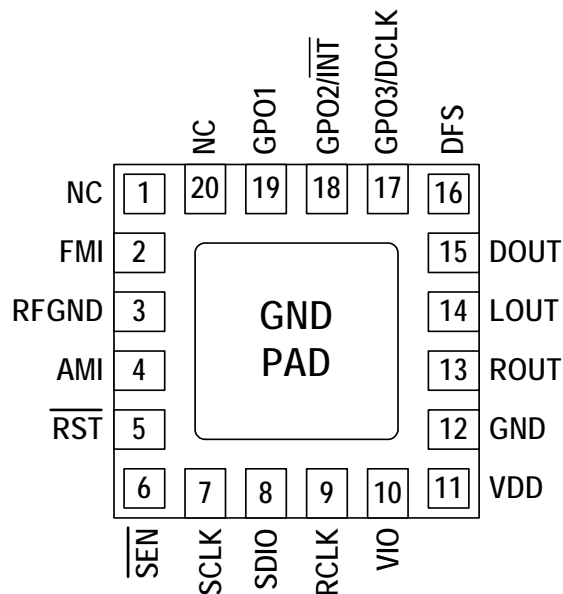 NC
GPO1
GPO2/INT
GPO3/DCLK
DFS
NC 1 20 19 18 17 16
FMI 2 15 DOUT
RFGND 3 14 LOUT
GND
PAD
AMI 4 13 ROUT
RST 5 12 GND
6 7 8 9 10 11 VDD
SEN
SCLK
SDIO
RCLK
VIO